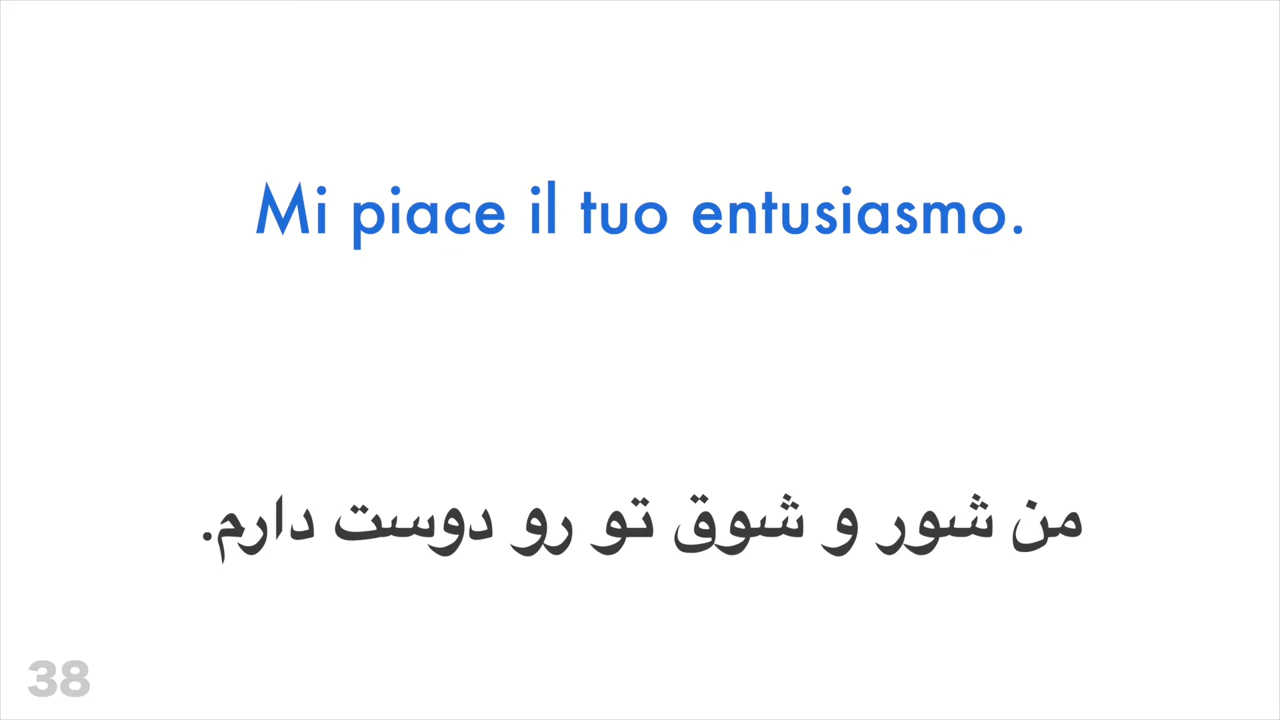 Mi piace il tuo entusiasmo.
من شور و شوق تو رو دوست دارم.
38